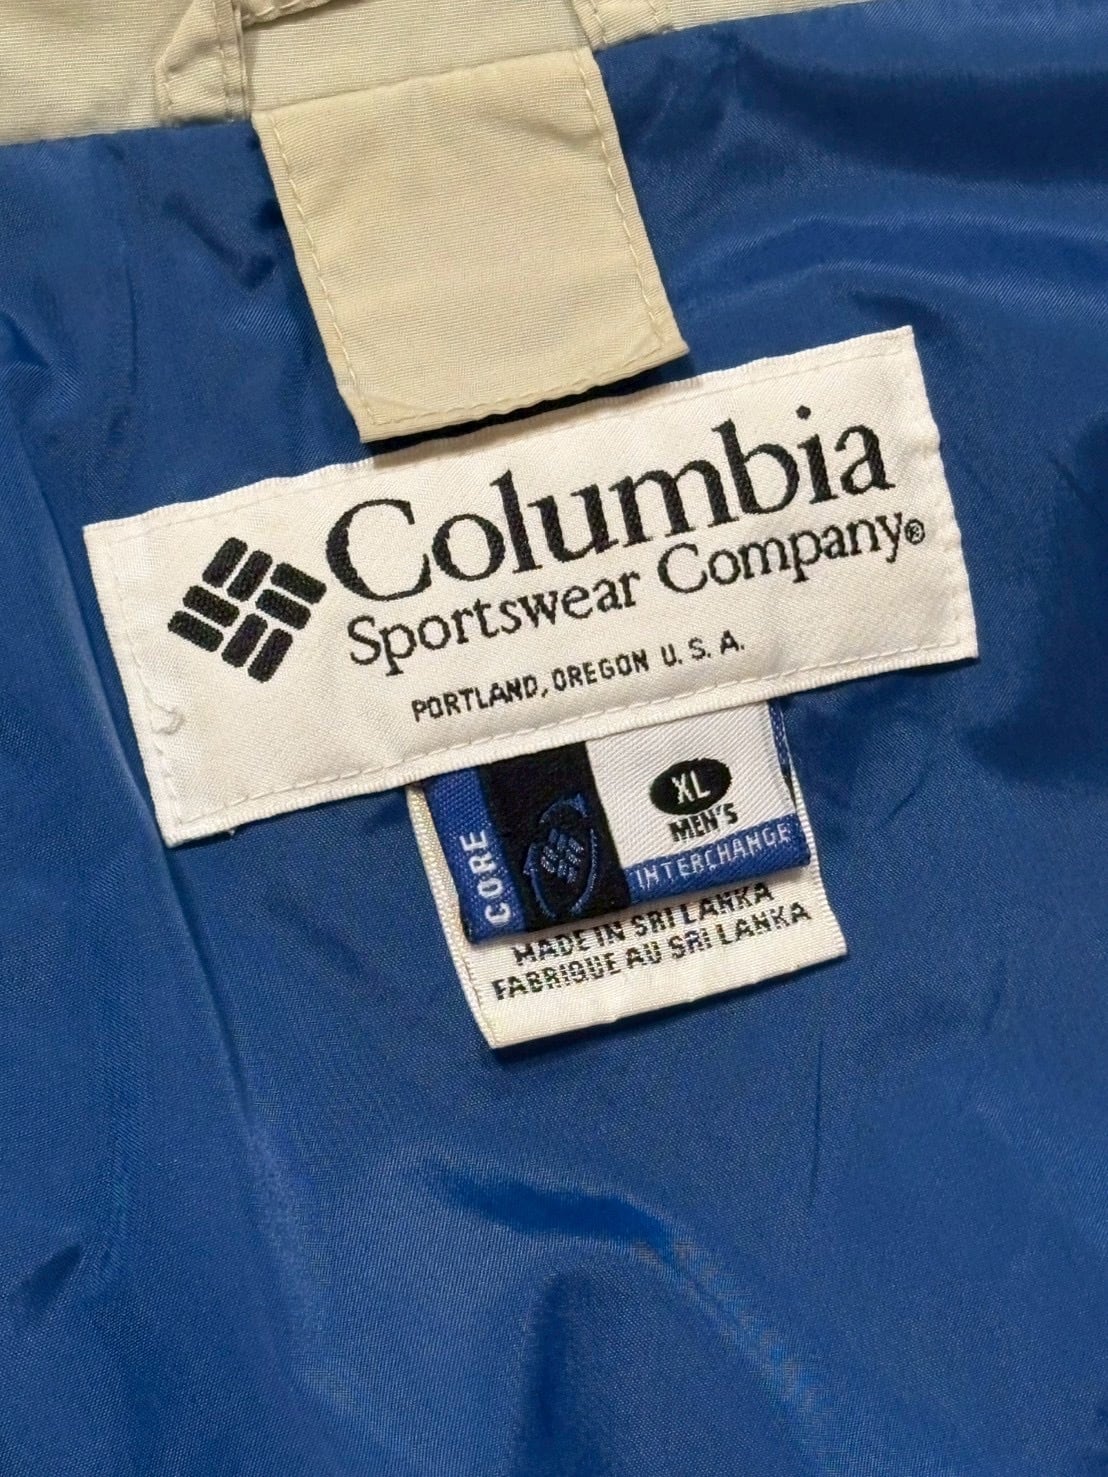 Columbia
Sportswear Company®
PORTLAND, OREGON U.S.A.
XL
MEN'S
CORE
INTERCHANGE
MADE IN SRI LANKA
FABRIQUE AU SRI LANKA